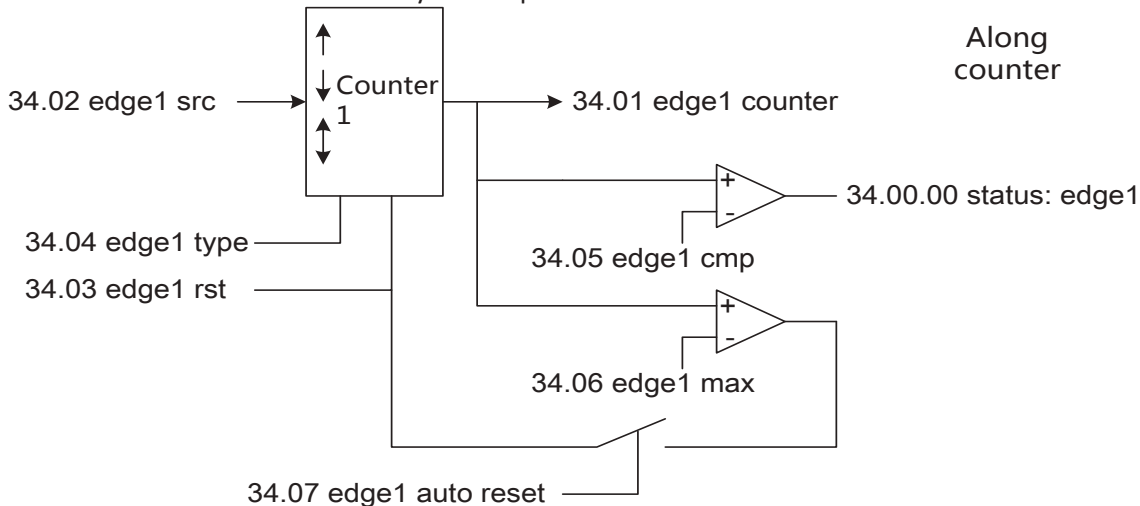 Along
counter
Counter
1
34.02 edge1 src
34.01 edge1 counter
+
-
34.00.00 status: edge1
34.04 edge1 type
34.05 edge1 cmp
34.03 edge1 rst
+
-
34.06 edge1 max
34.07 edge1 auto reset